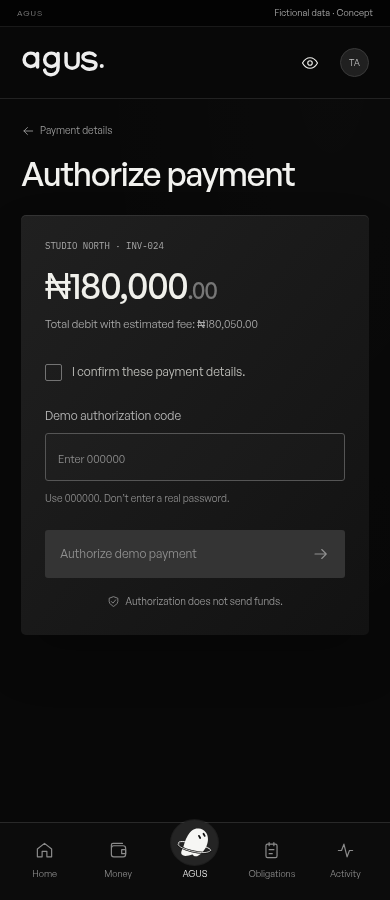 AGUS
Fictional data · Concept
agus.
TA
← Payment details
Authorize payment
STUDIO NORTH · INV-024
₦180,000.00
Total debit with estimated fee: ₦180,050.00
I confirm these payment details.
Demo authorization code
Enter 000000
Use 000000. Don't enter a real password.
Authorize demo payment →
Authorization does not send funds.
Home
Money
AGUS
Obligations
Activity